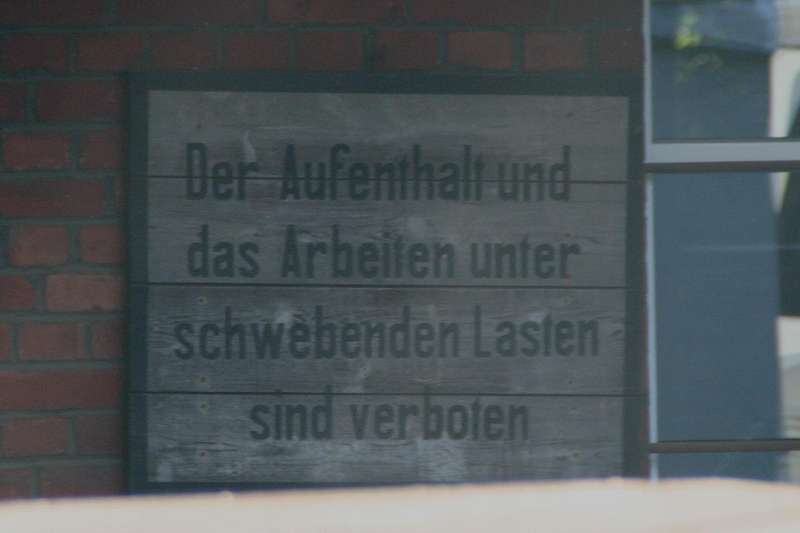 Der Aufenthalt und
das Arbeiten unter
schwebenden Lasten
sind verboten